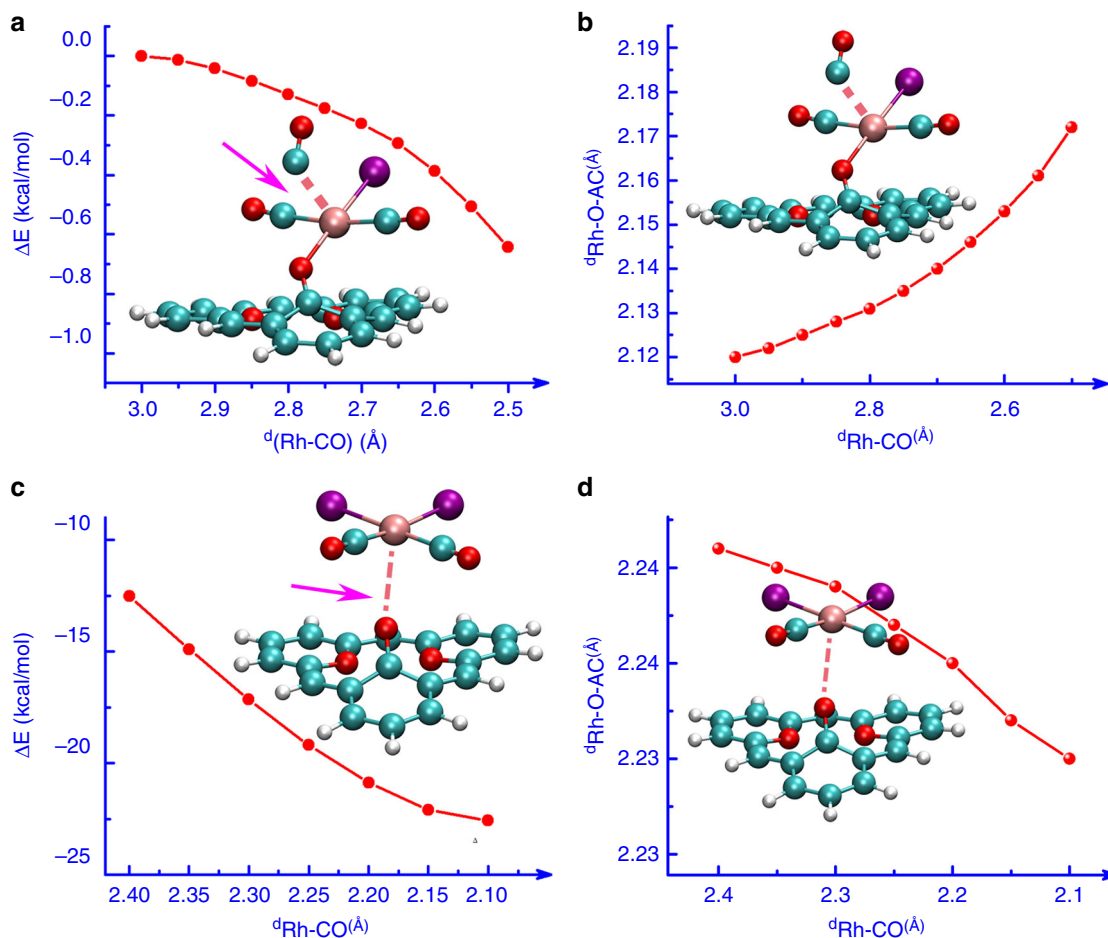 a
0.0
−0.2
−0.4
−0.6
−0.8
−1.0
ΔE (kcal/mol)
3.0 2.9 2.8 2.7 2.6 2.5
d(Rh-CO) (Å)
b
2.19
2.18
2.17
2.16
2.15
2.14
2.13
2.12
dRh-O-AC(Å)
3.0 2.8 2.6
dRh-CO(Å)
c
−10
−15
−20
−25
ΔE (kcal/mol)
Δ
2.40 2.35 2.30 2.25 2.20 2.15 2.10
dRh-CO(Å)
d
2.24
2.24
2.23
2.23
dRh-O-AC(Å)
2.4 2.3 2.2 2.1
dRh-CO(Å)